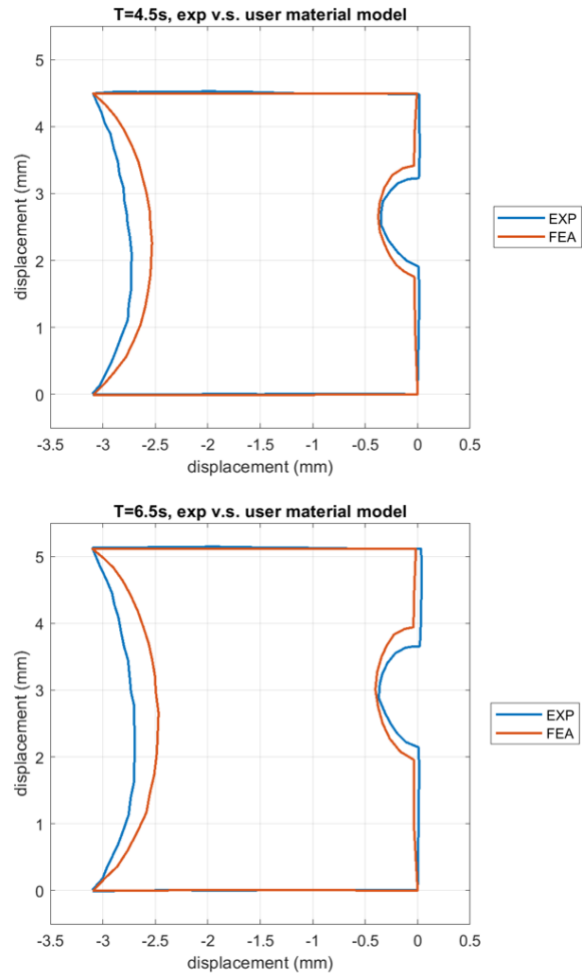 T=4.5s, exp v.s. user material model
5
4
3
2
1
0
displacement (mm)
-3.5 -3 -2.5 -2 -1.5 -1 -0.5 0 0.5
displacement (mm)
EXP
FEA
T=6.5s, exp v.s. user material model
5
4
3
2
1
0
displacement (mm)
-3.5 -3 -2.5 -2 -1.5 -1 -0.5 0 0.5
displacement (mm)
EXP
FEA